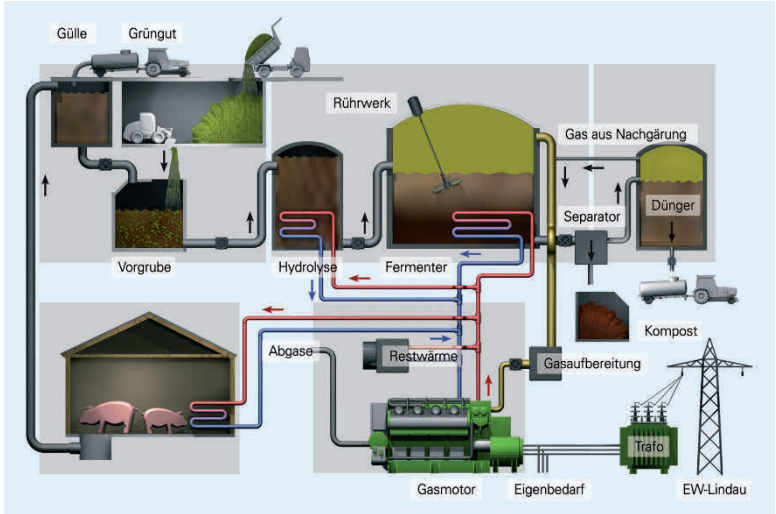 Gülle
Grüngut
Rührwerk
Gas aus Nachgärung
Dünger
Separator
Vorgrube
Hydrolyse
Fermenter
Kompost
Abgase
Restwärme
Gasaufbereitung
Trafo
Gasmotor
Eigenbedarf
EW-Lindau